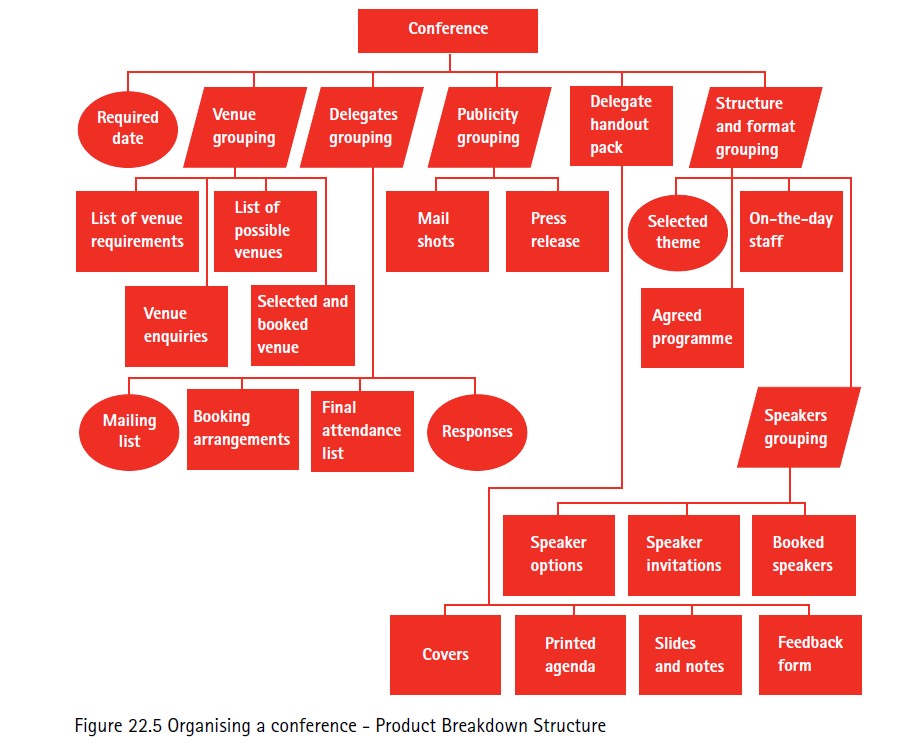 Conference
Required
date
Venue
grouping
Delegates
grouping
Publicity
grouping
Delegate
handout
pack
Structure
and format
grouping
List of venue
requirements
List of
possible
venues
Mail
shots
Press
release
Selected
theme
On-the-day
staff
Venue
enquiries
Selected and
booked
venue
Agreed
programme
Mailing
list
Booking
arrangements
Final
attendance
list
Responses
Speakers
grouping
Speaker
options
Speaker
invitations
Booked
speakers
Covers
Printed
agenda
Slides
and notes
Feedback
form
Figure 22.5 Organising a conference - Product Breakdown Structure